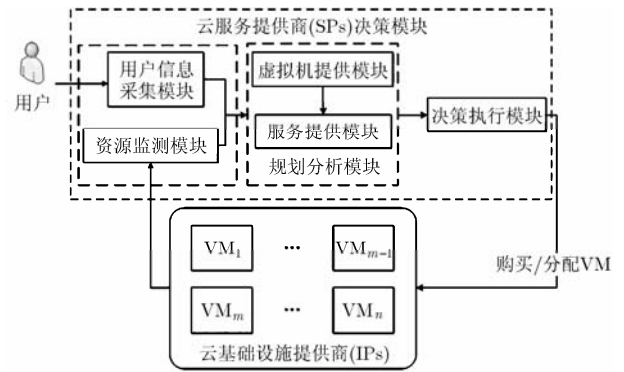 云服务提供商(SPs)决策模块
用户
用户信息
采集模块
资源监测模块
虚拟机提供模块
服务提供模块
规划分析模块
决策执行模块
购买/分配VM
VM₁ ··· VMₘ₋₁
VMₘ ··· VMₙ
云基础设施提供商(IPs)